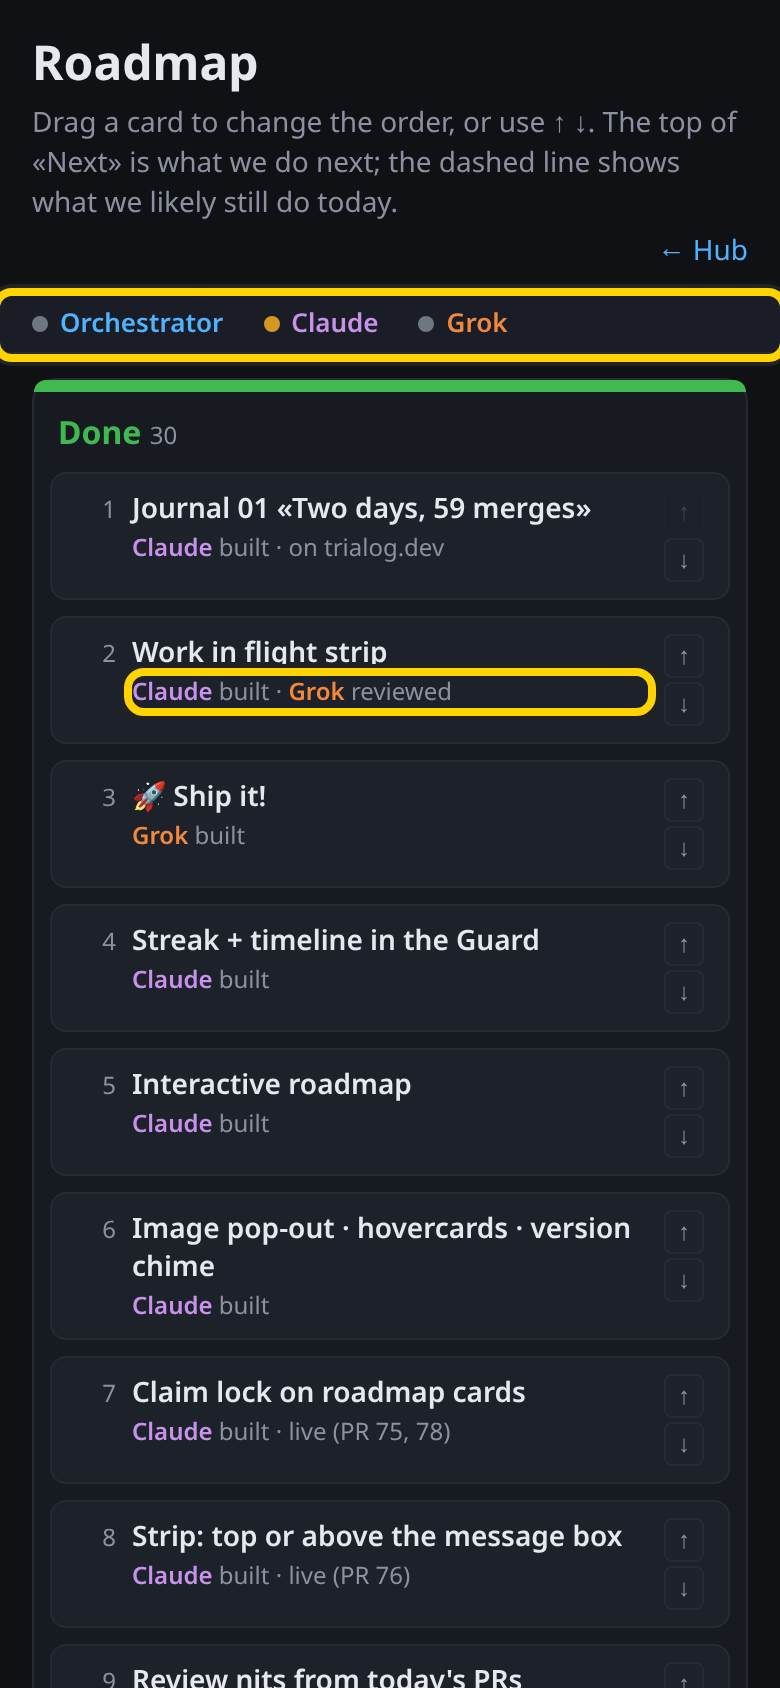 Roadmap
Drag a card to change the order, or use ↑ ↓. The top of
«Next» is what we do next; the dashed line shows
what we likely still do today.
← Hub
Orchestrator Claude Grok
Done 30
1 Journal 01 «Two days, 59 merges» ↑
Claude built · on trialog.dev ↓
2 Work in flight strip ↑
Claude built · Grok reviewed ↓
3 🚀 Ship it! ↑
Grok built ↓
4 Streak + timeline in the Guard ↑
Claude built ↓
5 Interactive roadmap ↑
Claude built ↓
6 Image pop-out · hovercards · version ↑
chime ↓
Claude built
7 Claim lock on roadmap cards ↑
Claude built · live (PR 75, 78) ↓
8 Strip: top or above the message box ↑
Claude built · live (PR 76) ↓
9 Review nits from today's PRs ↑